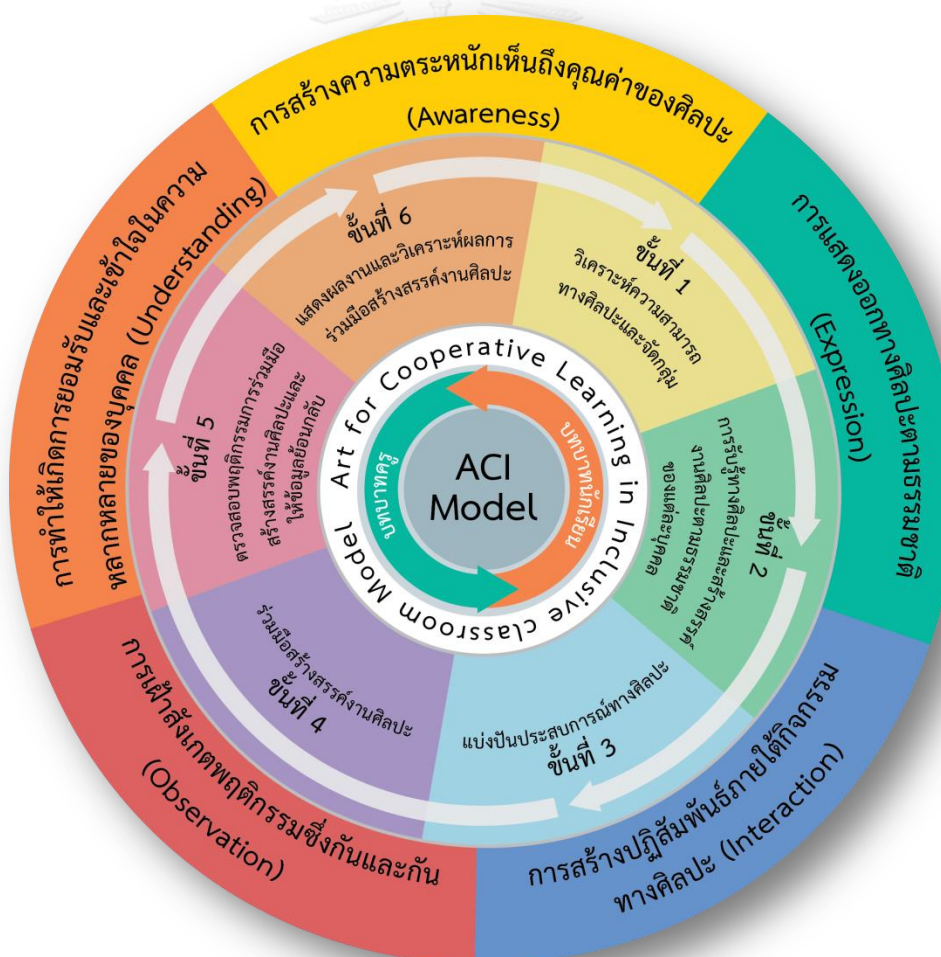 การสร้างความตระหนักเห็นถึงคุณค่าของศิลปะ
(Awareness)
การแสดงออกทางศิลปะตามธรรมชาติ
(Expression)
การสร้างปฏิสัมพันธ์ภายใต้กิจกรรม
ทางศิลปะ (Interaction)
การเฝ้าสังเกตพฤติกรรมซึ่งกันและกัน
(Observation)
การทำให้เกิดการยอมรับและเข้าใจในความ
หลากหลายของบุคคล (Understanding)
ขั้นที่ 1
วิเคราะห์ความสามารถ
ทางศิลปะและจัดกลุ่ม
ขั้นที่ 2
การรับรู้ทางศิลปะและสร้างสรรค์
งานศิลปะตามธรรมชาติ
ของแต่ละบุคคล
แบ่งปันประสบการณ์ทางศิลปะ
ขั้นที่ 3
ร่วมมือสร้างสรรค์งานศิลปะ
ขั้นที่ 4
ขั้นที่ 5
ตรวจสอบพฤติกรรมการร่วมมือ
สร้างสรรค์งานศิลปะและ
ให้ข้อมูลย้อนกลับ
ขั้นที่ 6
แสดงผลงานและวิเคราะห์ผลการ
ร่วมมือสร้างสรรค์งานศิลปะ
Art for Cooperative Learning in Inclusive classroom Model
บทบาทครู
บทบาทนักเรียน
ACI
Model